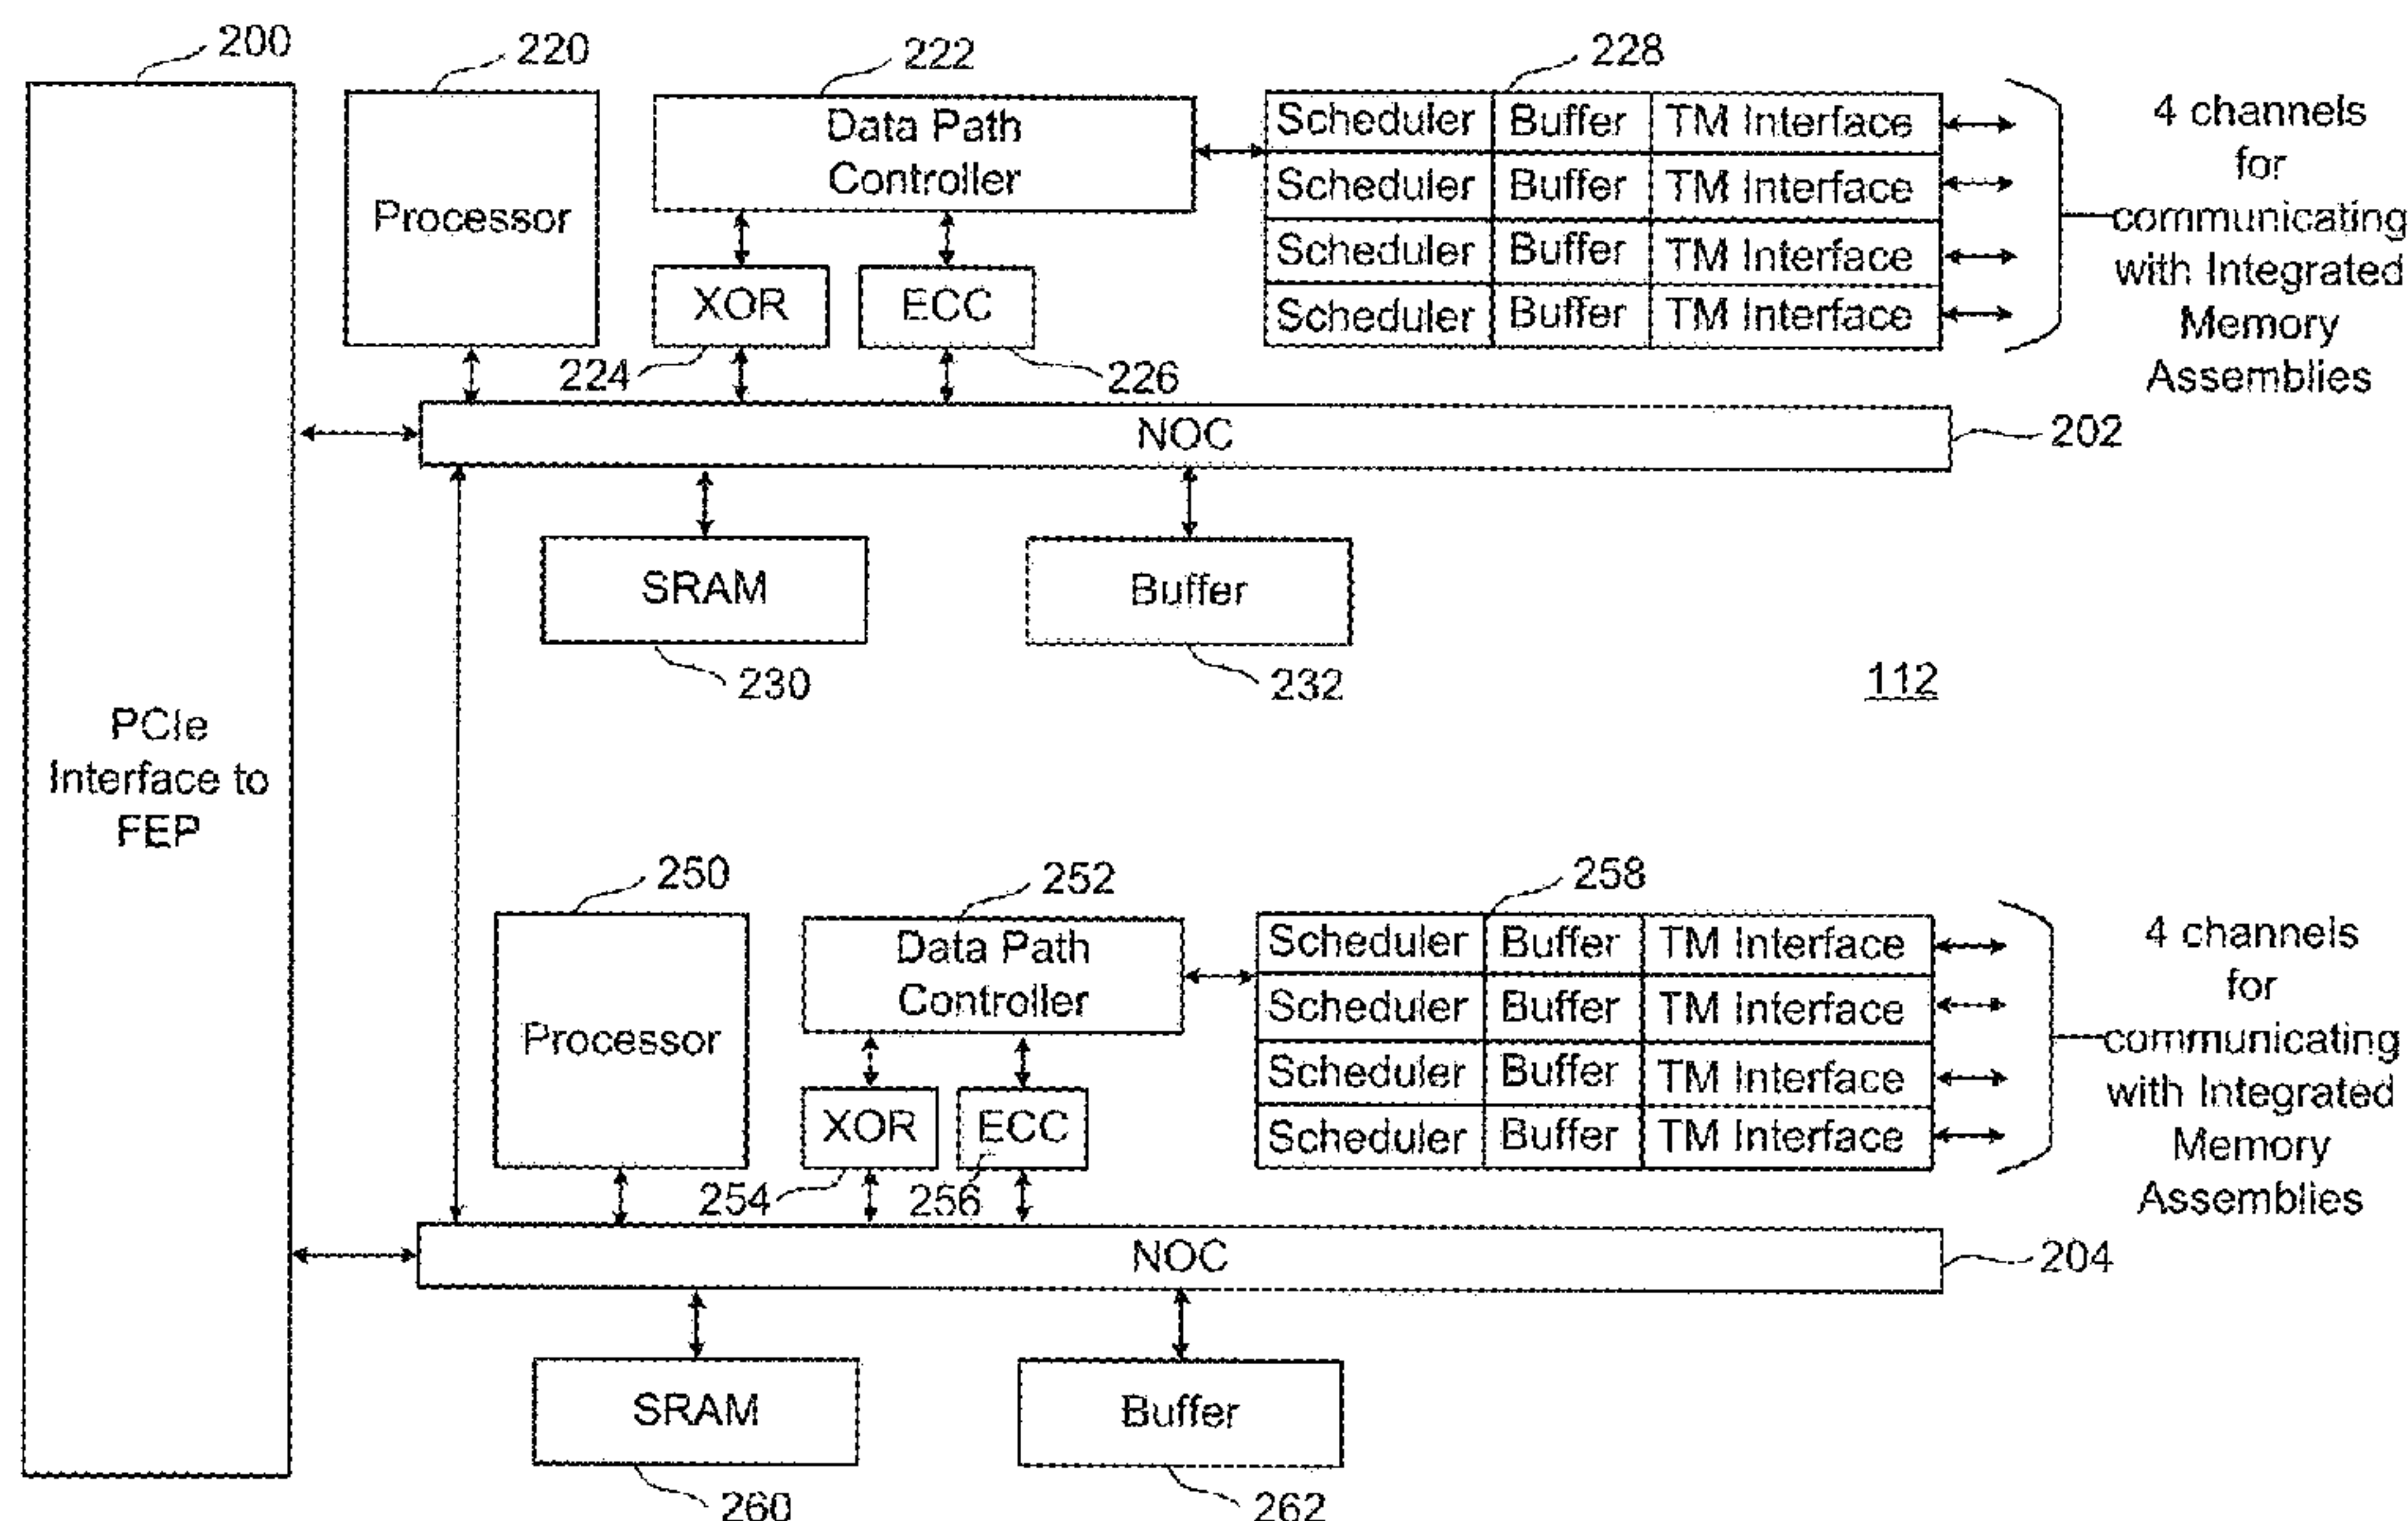 200
220
222
228
Processor
Data Path
Controller
Scheduler Buffer TM Interface
Scheduler Buffer TM Interface
Scheduler Buffer TM Interface
Scheduler Buffer TM Interface
4 channels
for
communicating
with Integrated
Memory
Assemblies
XOR
ECC
224
226
NOC
202
SRAM
Buffer
230
232
112
PCIe
Interface to
FEP
250
252
258
Processor
Data Path
Controller
Scheduler Buffer TM Interface
Scheduler Buffer TM Interface
Scheduler Buffer TM Interface
Scheduler Buffer TM Interface
4 channels
for
communicating
with Integrated
Memory
Assemblies
XOR
ECC
254
256
NOC
204
SRAM
Buffer
260
262